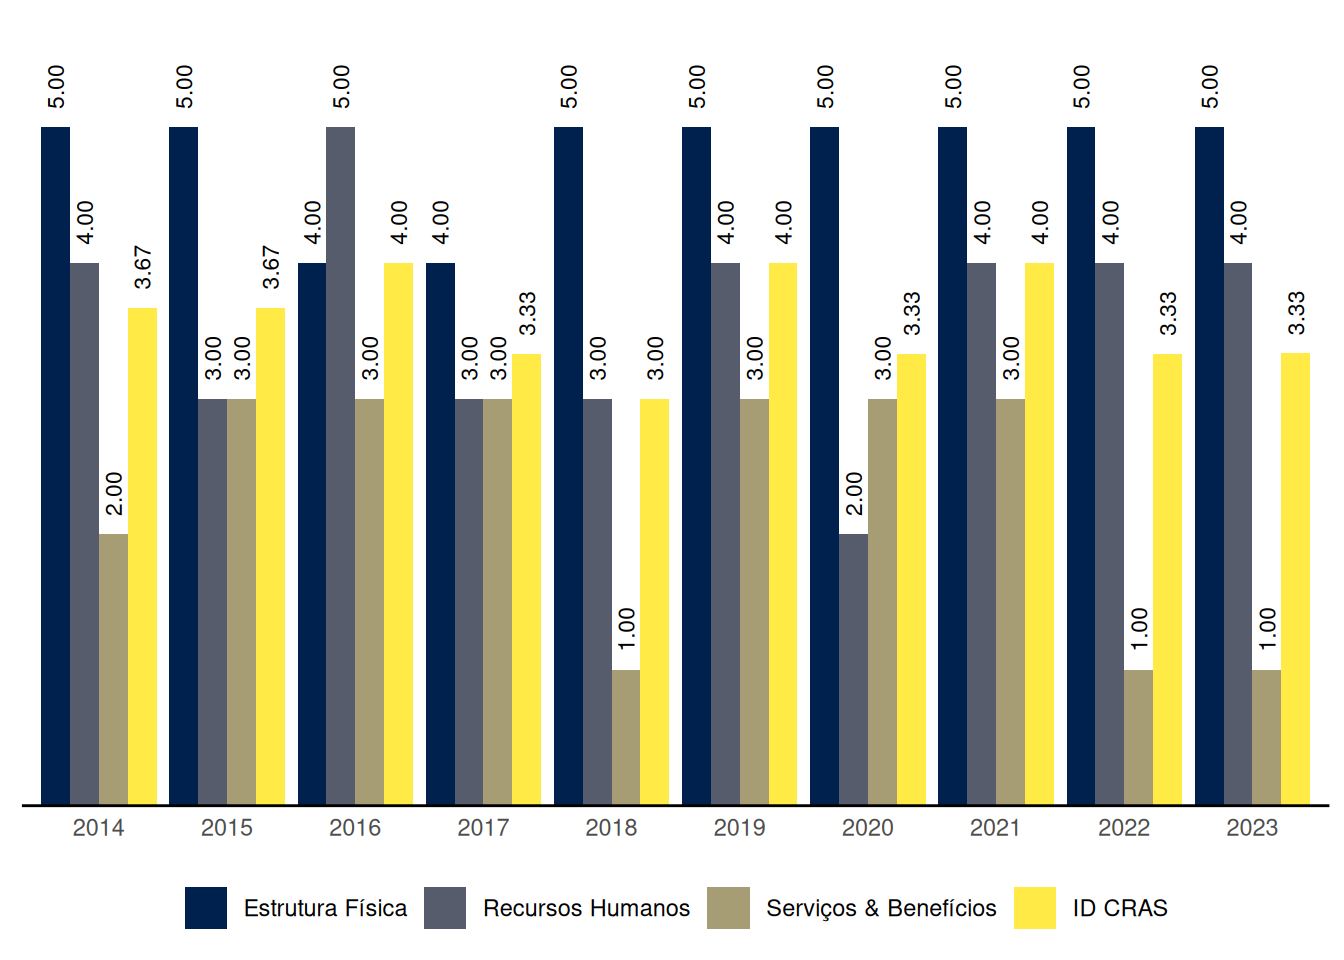 5.00 5.00 5.00 5.00 5.00 5.00 5.00 5.00 5.00
4.00 4.00 4.00 4.00 4.00 4.00 4.00 4.00 4.00 4.00
3.67 3.67 3.33 3.33 3.33 3.33
3.00 3.00 3.00 3.00 3.00 3.00 3.00 3.00 3.00 3.00
2.00 2.00
1.00 1.00 1.00
2014 2015 2016 2017 2018 2019 2020 2021 2022 2023
Estrutura Física Recursos Humanos Serviços & Benefícios ID CRAS